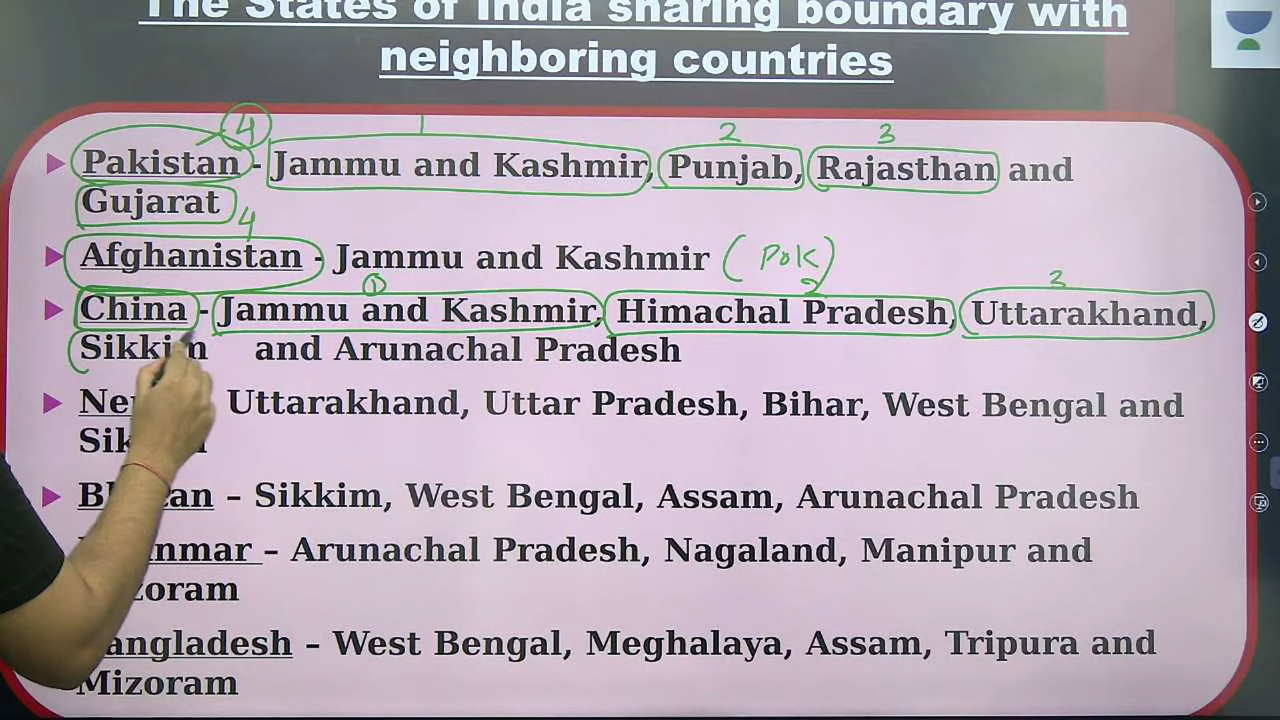 The States of India sharing boundary with
neighboring countries
4 1 2 3
Pakistan - Jammu and Kashmir, Punjab, Rajasthan and
Gujarat
4
Afghanistan - Jammu and Kashmir (POK)
1 2 3
China - Jammu and Kashmir, Himachal Pradesh, Uttarakhand,
Sikkim and Arunachal Pradesh
Uttarakhand, Uttar Pradesh, Bihar, West Bengal and
– Sikkim, West Bengal, Assam, Arunachal Pradesh
– Arunachal Pradesh, Nagaland, Manipur and
– West Bengal, Meghalaya, Assam, Tripura and
Mizoram